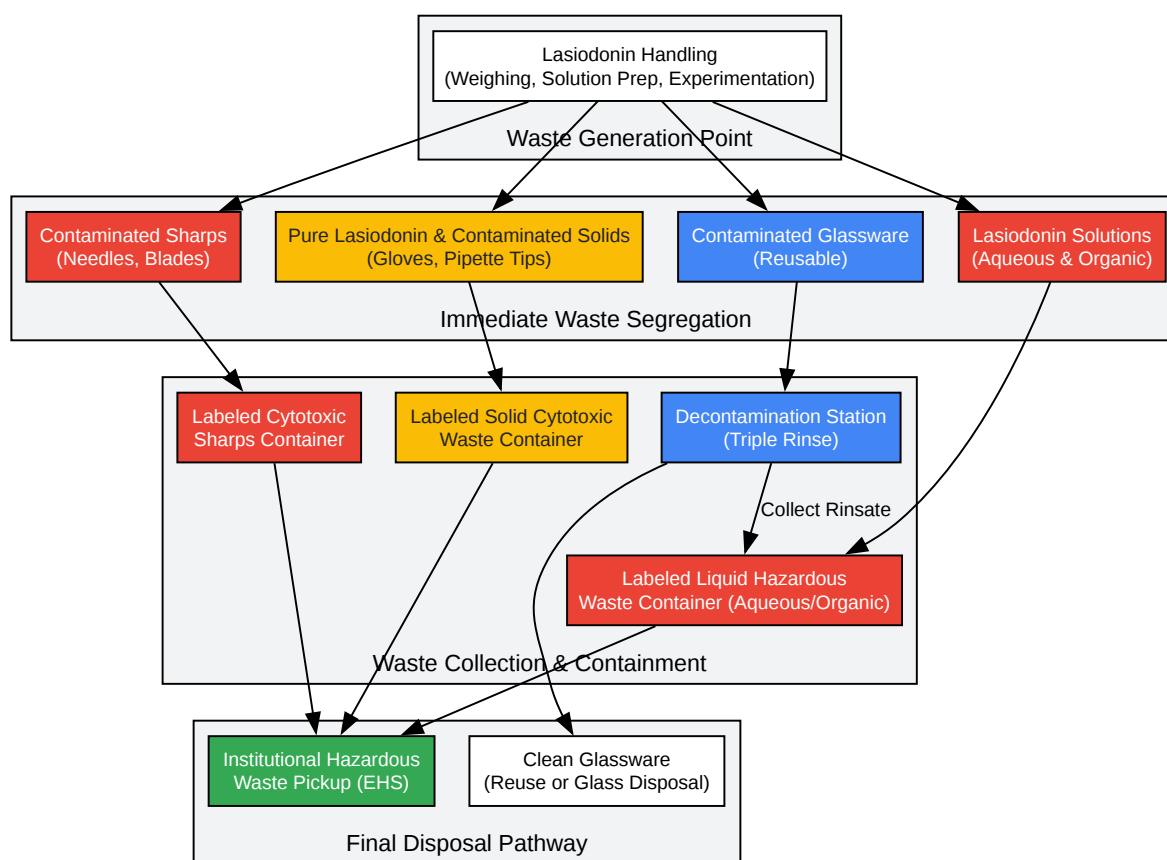 Lasiodonin Handling
(Weighing, Solution Prep, Experimentation)
Waste Generation Point
Contaminated Sharps
(Needles, Blades)
Pure Lasiodonin & Contaminated Solids
(Gloves, Pipette Tips)
Contaminated Glassware
(Reusable)
Lasiodonin Solutions
(Aqueous & Organic)
Immediate Waste Segregation
Labeled Cytotoxic
Sharps Container
Labeled Solid Cytotoxic
Waste Container
Decontamination Station
(Triple Rinse)
Collect Rinsate
Labeled Liquid Hazardous
Waste Container (Aqueous/Organic)
Waste Collection & Containment
Institutional Hazardous
Waste Pickup (EHS)
Clean Glassware
(Reuse or Glass Disposal)
Final Disposal Pathway